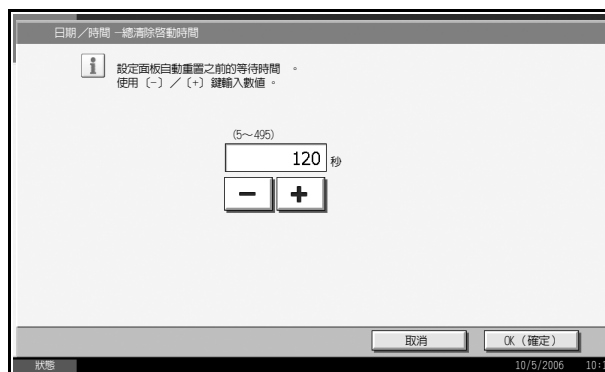 日期／時間 -總清除啓動時間
設定面板自動重置之前的等待時間 。
使用〔-〕／〔+〕鍵輸入數值。
(5～495)
120 秒
- +
取消 OK（確定）
狀態 10/5/2006 10:1